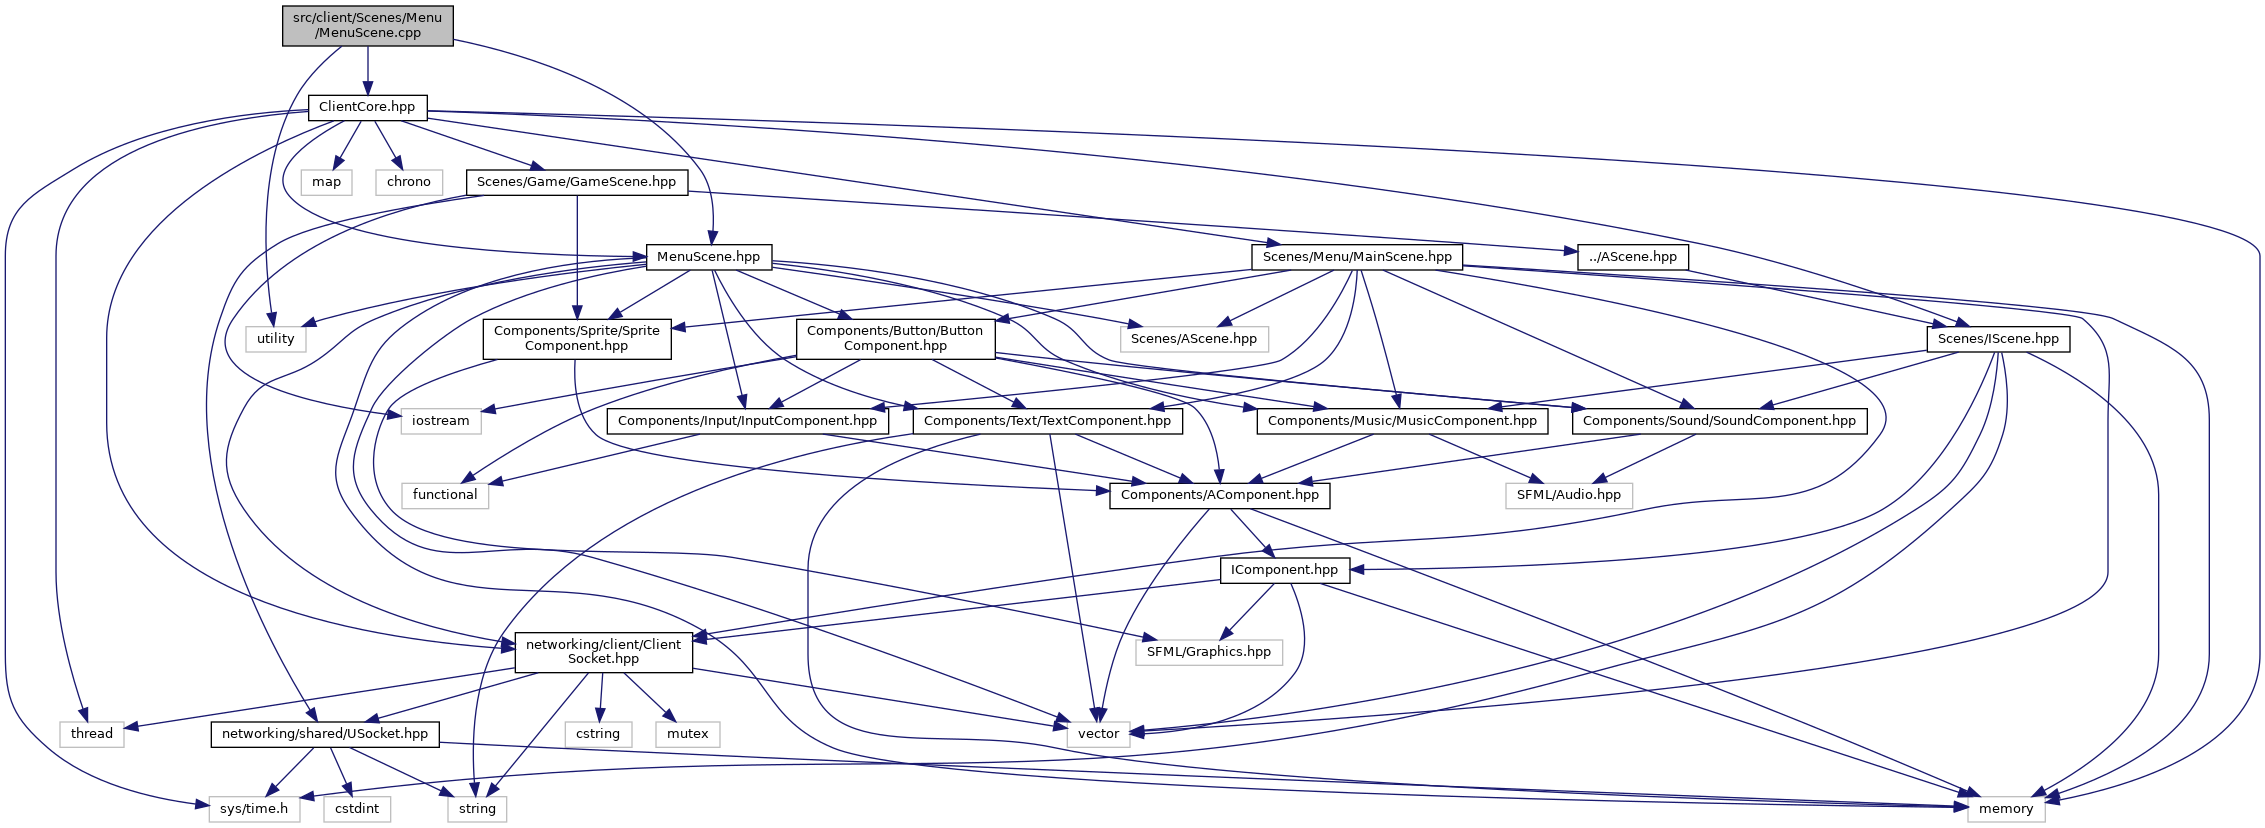 src/client/Scenes/Menu
/MenuScene.cpp
ClientCore.hpp
map
chrono
Scenes/Game/GameScene.hpp
MenuScene.hpp
Scenes/Menu/MainScene.hpp
../AScene.hpp
utility
Components/Sprite/Sprite
Component.hpp
Components/Button/Button
Component.hpp
Scenes/AScene.hpp
Scenes/IScene.hpp
iostream
Components/Input/InputComponent.hpp
Components/Text/TextComponent.hpp
Components/Music/MusicComponent.hpp
Components/Sound/SoundComponent.hpp
functional
Components/AComponent.hpp
SFML/Audio.hpp
IComponent.hpp
networking/client/Client
Socket.hpp
SFML/Graphics.hpp
thread
networking/shared/USocket.hpp
cstring
mutex
vector
sys/time.h
cstdint
string
memory